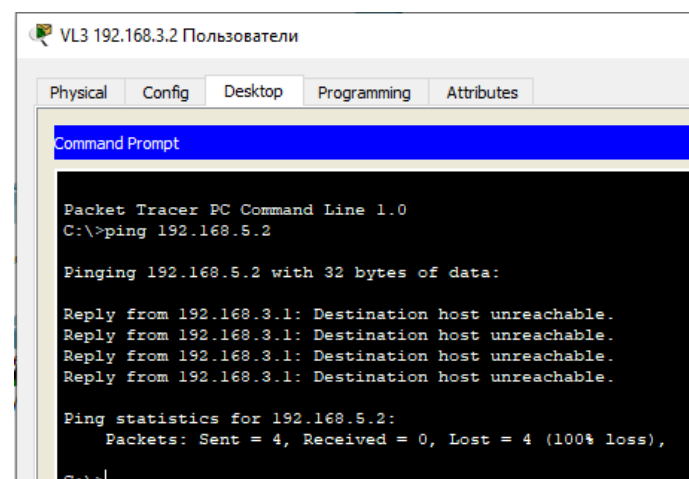 VL3 192.168.3.2 Пользователи
Physical Config Desktop Programming Attributes
Command Prompt
Packet Tracer PC Command Line 1.0
C:\>ping 192.168.5.2
Pinging 192.168.5.2 with 32 bytes of data:
Reply from 192.168.3.1: Destination host unreachable.
Reply from 192.168.3.1: Destination host unreachable.
Reply from 192.168.3.1: Destination host unreachable.
Reply from 192.168.3.1: Destination host unreachable.
Ping statistics for 192.168.5.2:
Packets: Sent = 4, Received = 0, Lost = 4 (100% loss),
C:\>